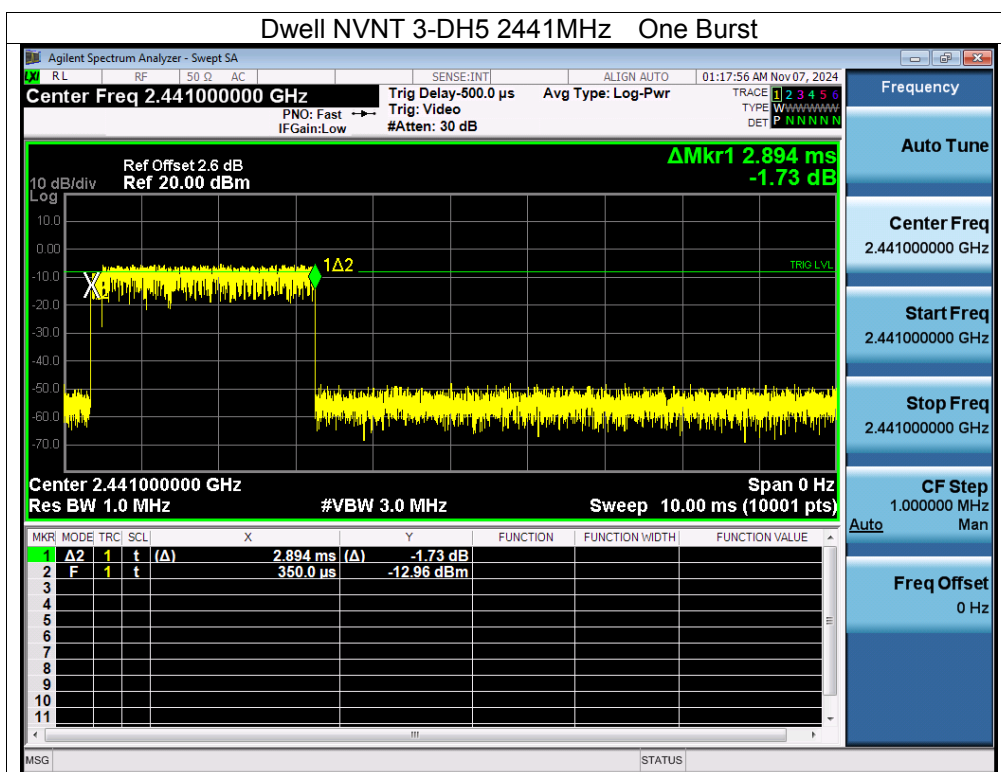 Dwell NVNT 3-DH5 2441MHz One Burst
Agilent Spectrum Analyzer - Swept SA
LXI RL RF 50 Ω AC SENSE:INT ALIGN AUTO 01:17:56 AM Nov 07, 2024
Center Freq 2.441000000 GHz
PNO: Fast
IFGain:Low
Trig Delay-500.0 µs
Trig: Video
#Atten: 30 dB
Avg Type: Log-Pwr
TRACE 1 2 3 4 5 6
TYPE WWWWWW
DET P N N N N N
ΔMkr1 2.894 ms
-1.73 dB
Ref Offset 2.6 dB
10 dB/div Ref 20.00 dBm
Log
10.0
0.00
-10.0
-20.0
-30.0
-40.0
-50.0
-60.0
-70.0
1Δ2
TRIG LVL
Center 2.441000000 GHz Span 0 Hz
Res BW 1.0 MHz #VBW 3.0 MHz Sweep 10.00 ms (10001 pts)
MKR MODE TRC SCL X Y FUNCTION FUNCTION WIDTH FUNCTION VALUE
1 Δ2 1 t (Δ) 2.894 ms (Δ) -1.73 dB
2 F 1 t 350.0 µs -12.96 dBm
3
4
5
6
7
8
9
10
11
MSG STATUS
Frequency
Auto Tune
Center Freq
2.441000000 GHz
Start Freq
2.441000000 GHz
Stop Freq
2.441000000 GHz
CF Step
1.000000 MHz
Auto Man
Freq Offset
0 Hz